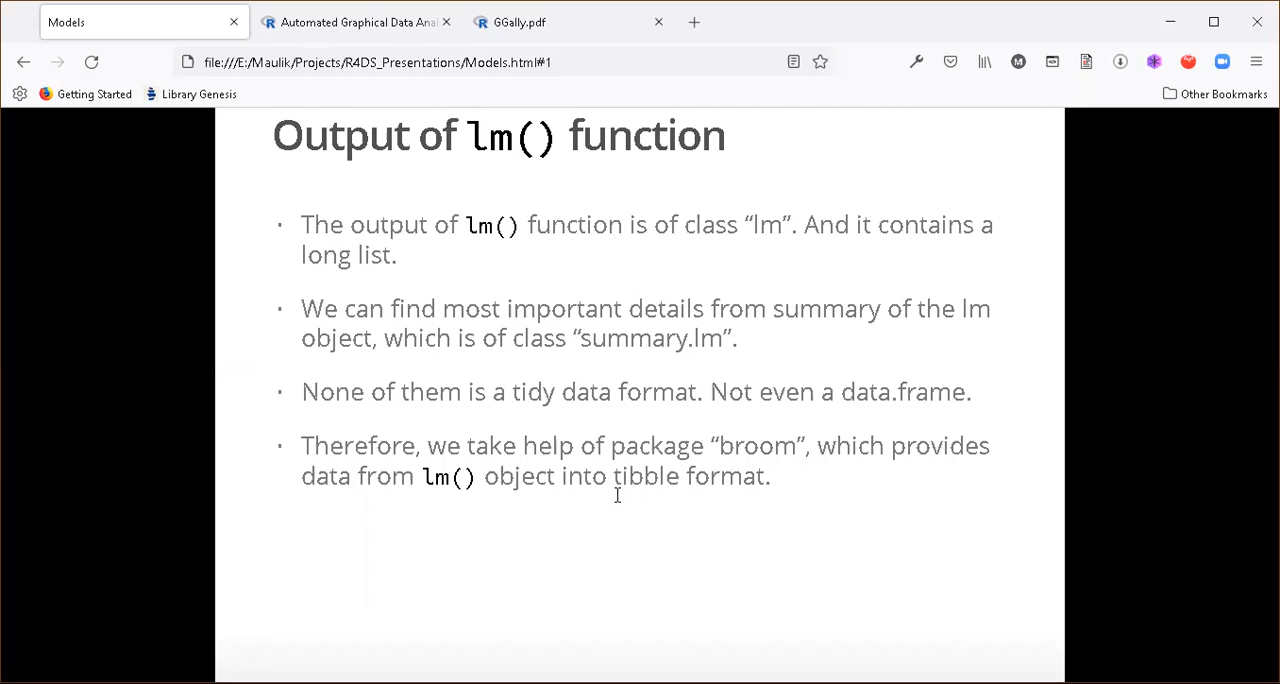 Models
Automated Graphical Data Anal
GGally.pdf
file:///E:/Maulik/Projects/R4DS_Presentations/Models.html#1
Getting Started
Library Genesis
Other Bookmarks
Output of lm() function
· The output of lm() function is of class “lm”. And it contains a
long list.
· We can find most important details from summary of the lm
object, which is of class “summary.lm”.
· None of them is a tidy data format. Not even a data.frame.
· Therefore, we take help of package “broom”, which provides
data from lm() object into tibble format.